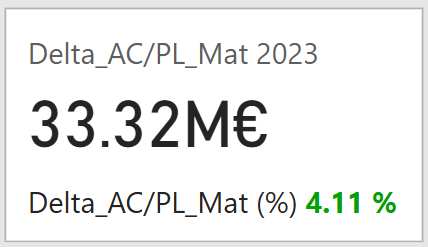 Delta_AC/PL_Mat 2023
33.32M€
Delta_AC/PL_Mat (%) 4.11 %